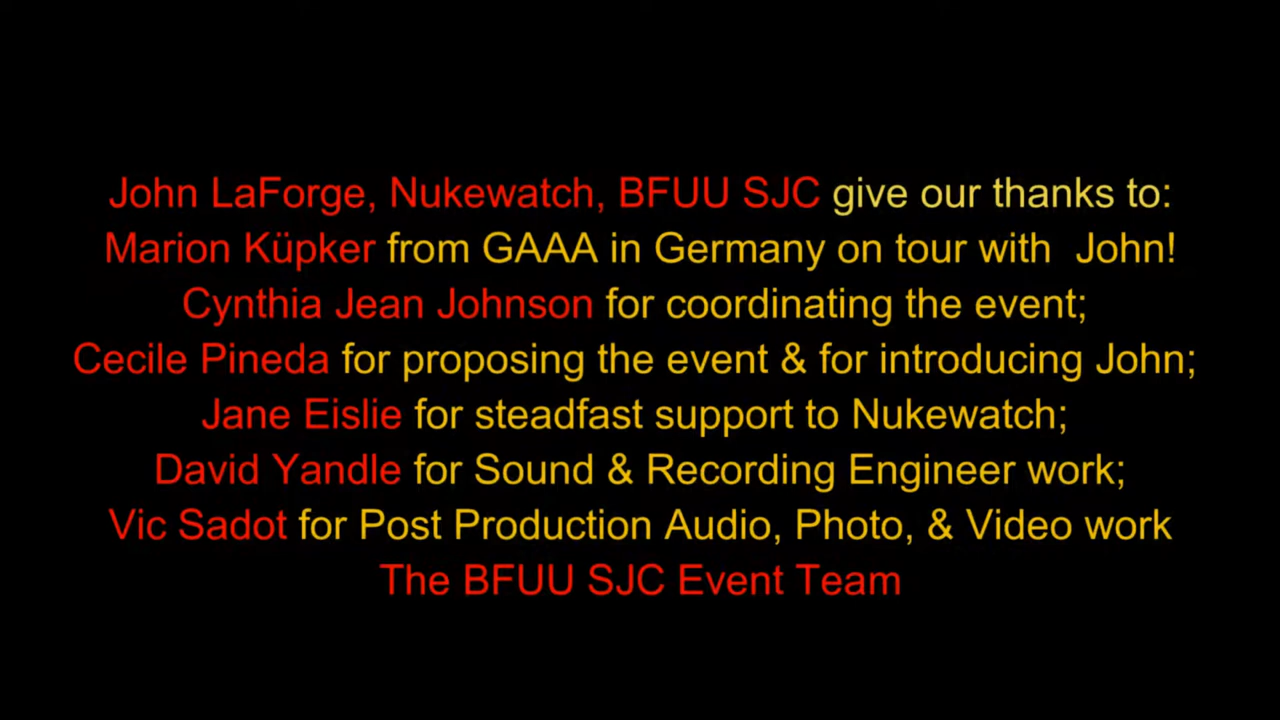 John LaForge, Nukewatch, BFUU SJC give our thanks to:
Marion Küpker from GAAA in Germany on tour with  John!
Cynthia Jean Johnson for coordinating the event;
Cecile Pineda for proposing the event & for introducing John;
Jane Eislie for steadfast support to Nukewatch;
David Yandle for Sound & Recording Engineer work;
Vic Sadot for Post Production Audio, Photo, & Video work
The BFUU SJC Event Team